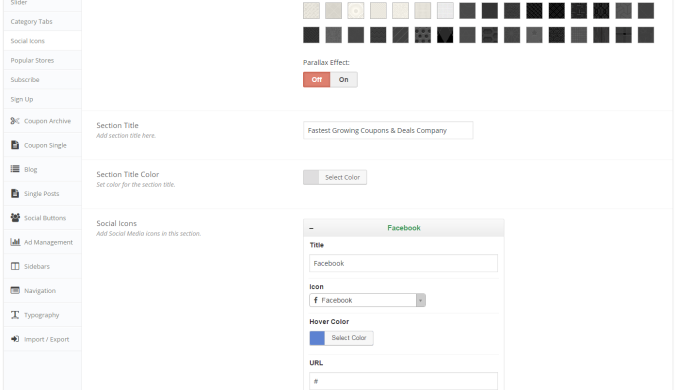 Slider
Category Tabs
Social Icons
Popular Stores
Subscribe
Sign Up
Coupon Archive
Coupon Single
Blog
Single Posts
Social Buttons
Ad Management
Sidebars
Navigation
Typography
Import / Export
Parallax Effect:
Off On
Section Title
Add section title here.
Fastest Growing Coupons & Deals Company
Section Title Color
Set color for the section title.
Select Color
Social Icons
Add Social Media icons in this section.
– Facebook
Title
Facebook
Icon
Facebook
Hover Color
Select Color
URL
#